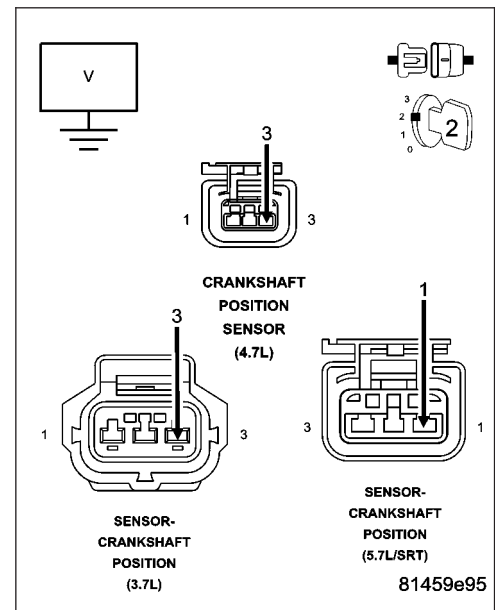 V
3
2
1
0
2
3
1 3
CRANKSHAFT
POSITION
SENSOR
(4.7L)
3
1 3
SENSOR-
CRANKSHAFT
POSITION
(3.7L)
1
3 1
SENSOR-
CRANKSHAFT
POSITION
(5.7L/SRT)
81459e95